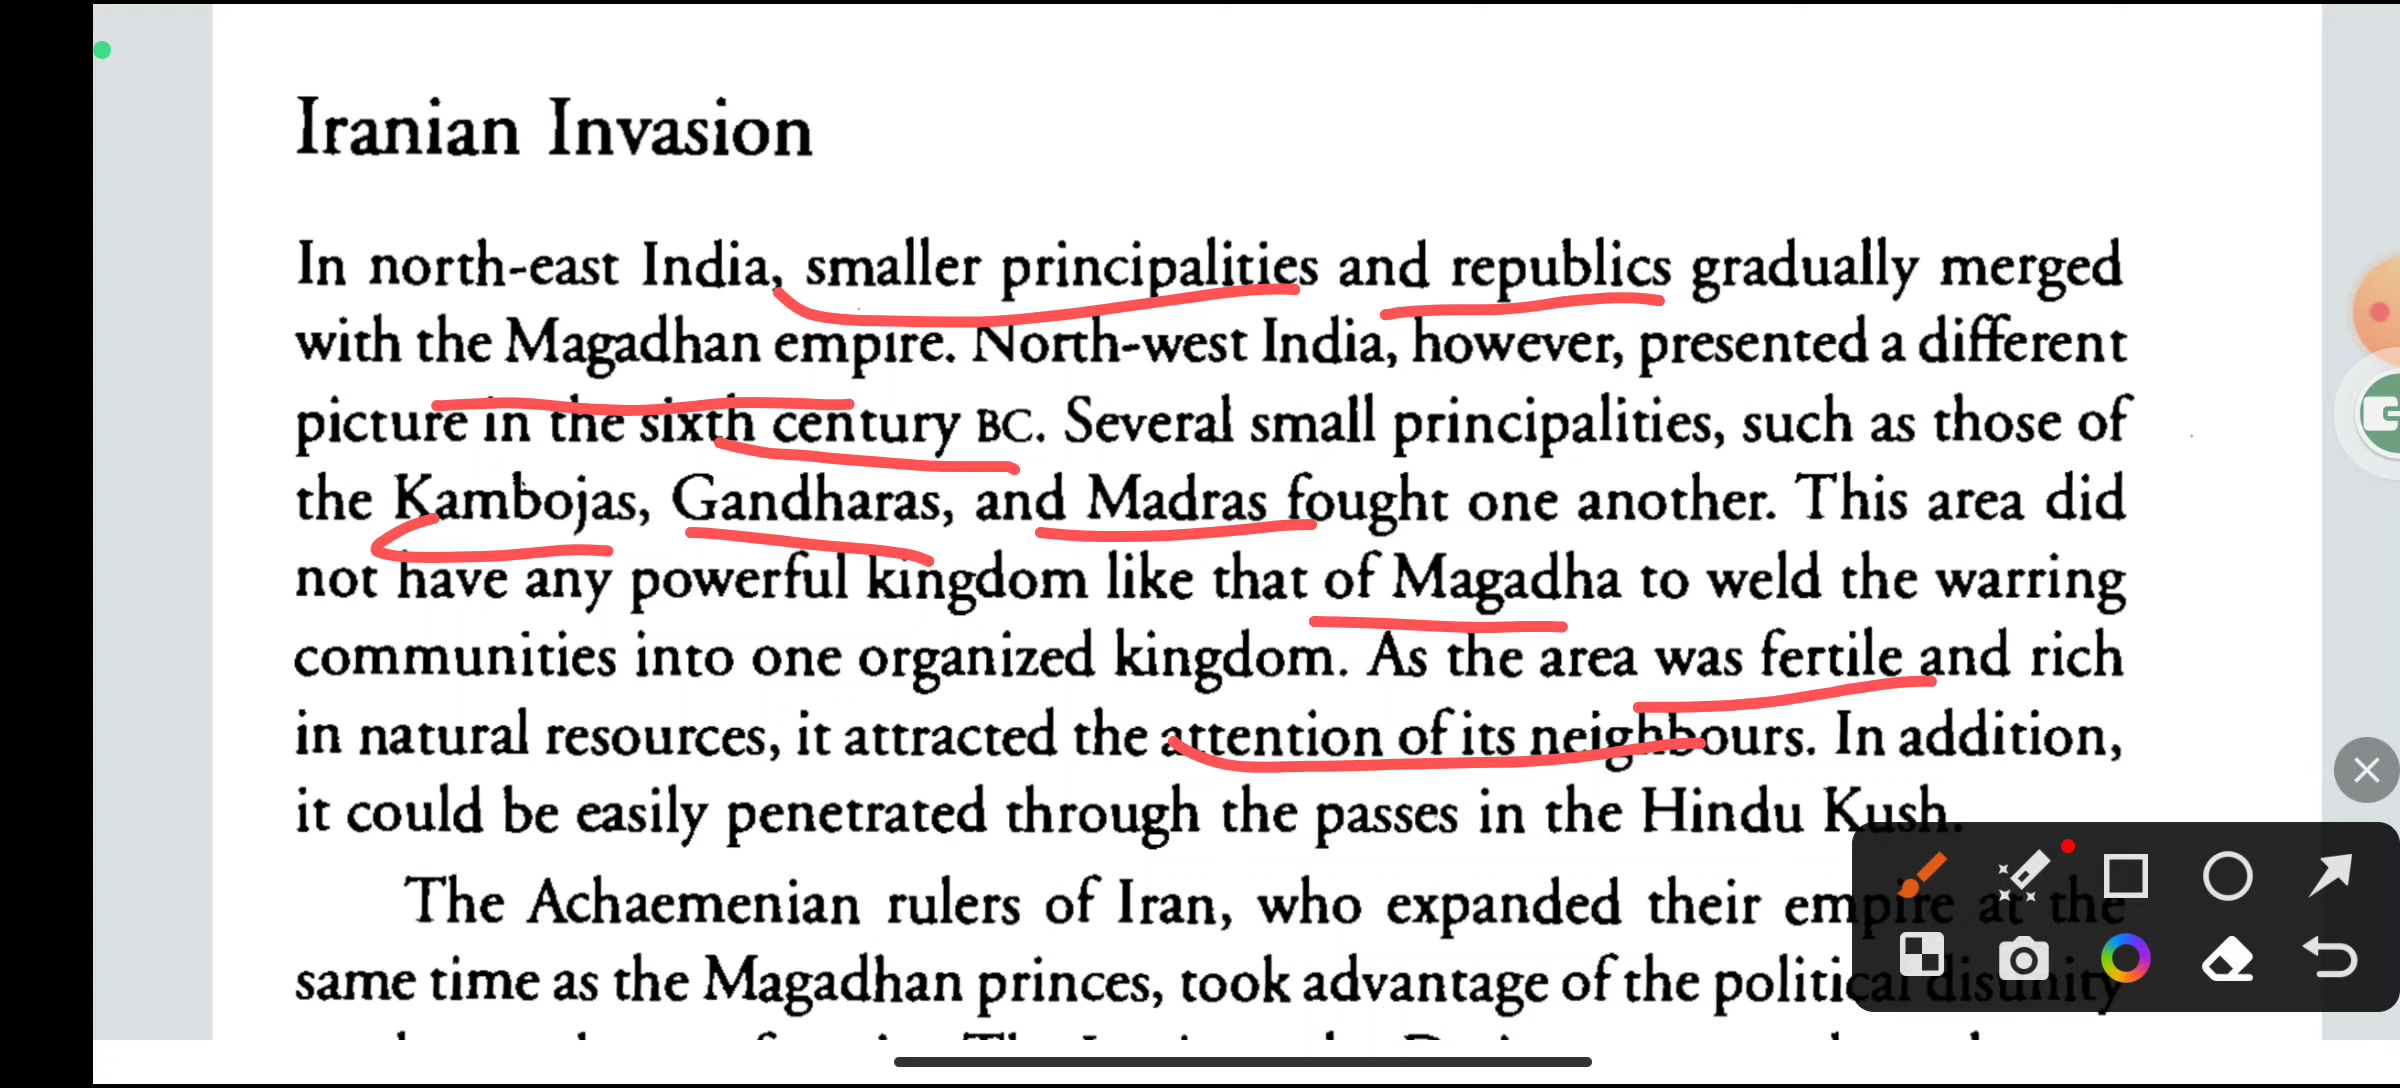 Iranian Invasion
In north-east India, smaller principalities and republics gradually merged
with the Magadhan empire. North-west India, however, presented a different
picture in the sixth century BC. Several small principalities, such as those of
the Kambojas, Gandharas, and Madras fought one another. This area did
not have any powerful kingdom like that of Magadha to weld the warring
communities into one organized kingdom. As the area was fertile and rich
in natural resources, it attracted the attention of its neighbours. In addition,
it could be easily penetrated through the passes in the Hindu Kush.
The Achaemenian rulers of Iran, who expanded their empire at the
same time as the Magadhan princes, took advantage of the political disunity